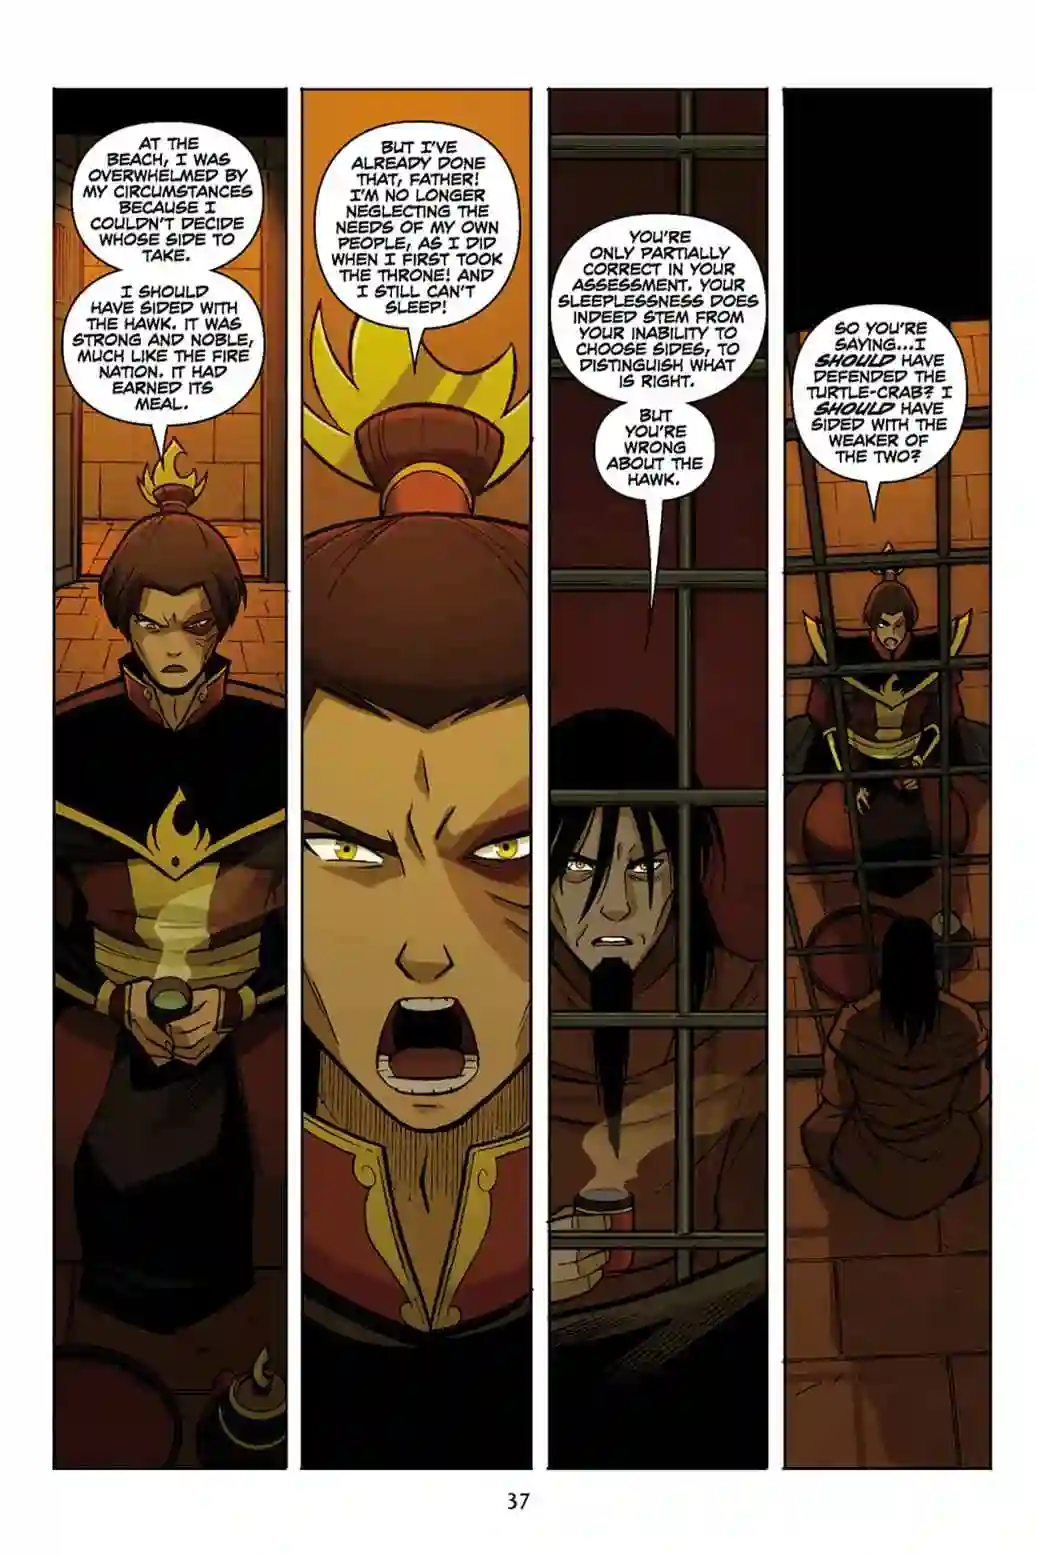 AT THE
BEACH, I WAS
OVERWHELMED BY
MY CIRCUMSTANCES
BECAUSE I
COULDN'T DECIDE
WHOSE SIDE TO
TAKE.
I SHOULD
HAVE SIDED WITH
THE HAWK. IT WAS
STRONG AND NOBLE,
MUCH LIKE THE FIRE
NATION. IT HAD
EARNED ITS
MEAL.
BUT I'VE
ALREADY DONE
THAT, FATHER!
I'M NO LONGER
NEGLECTING THE
NEEDS OF MY OWN
PEOPLE, AS I DID
WHEN I FIRST TOOK
THE THRONE! AND
I STILL CAN'T
SLEEP!
YOU'RE
ONLY PARTIALLY
CORRECT IN YOUR
ASSESSMENT. YOUR
SLEEPLESSNESS DOES
INDEED STEM FROM
YOUR INABILITY TO
CHOOSE SIDES, TO
DISTINGUISH WHAT
IS RIGHT.
BUT
YOU'RE
WRONG
ABOUT THE
HAWK.
SO YOU'RE
SAYING...I
SHOULD HAVE
DEFENDED THE
TURTLE-CRAB? I
SHOULD HAVE
SIDED WITH THE
WEAKER OF
THE TWO?
37